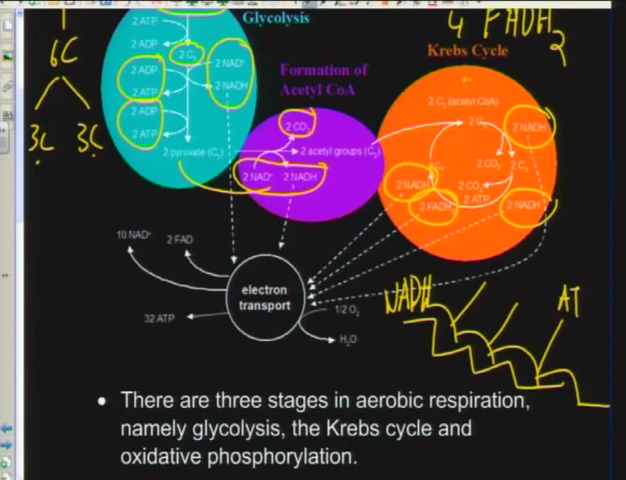 Glycolysis
4 FADH2
2 ATP
2 ADP
6C
2 C3
Krebs Cycle
2 ADP
2 ATP
2 NAD+
2 NADH
Formation of
Acetyl CoA
2 ADP
2 ATP
2 C2 (acetyl CoA)
2 CO2
2 NADH
3C 3C
2 pyruvate (C3)
2 acetyl groups (C2)
2 CO2
2 NAD+ 2 NADH
2 NADH
2 CO2
2 ATP
2 FADH
2 NADH
10 NAD+
2 FAD
electron
transport
NADH
AT
1/2 O2
32 ATP
H2O
• There are three stages in aerobic respiration,
namely glycolysis, the Krebs cycle and
oxidative phosphorylation.